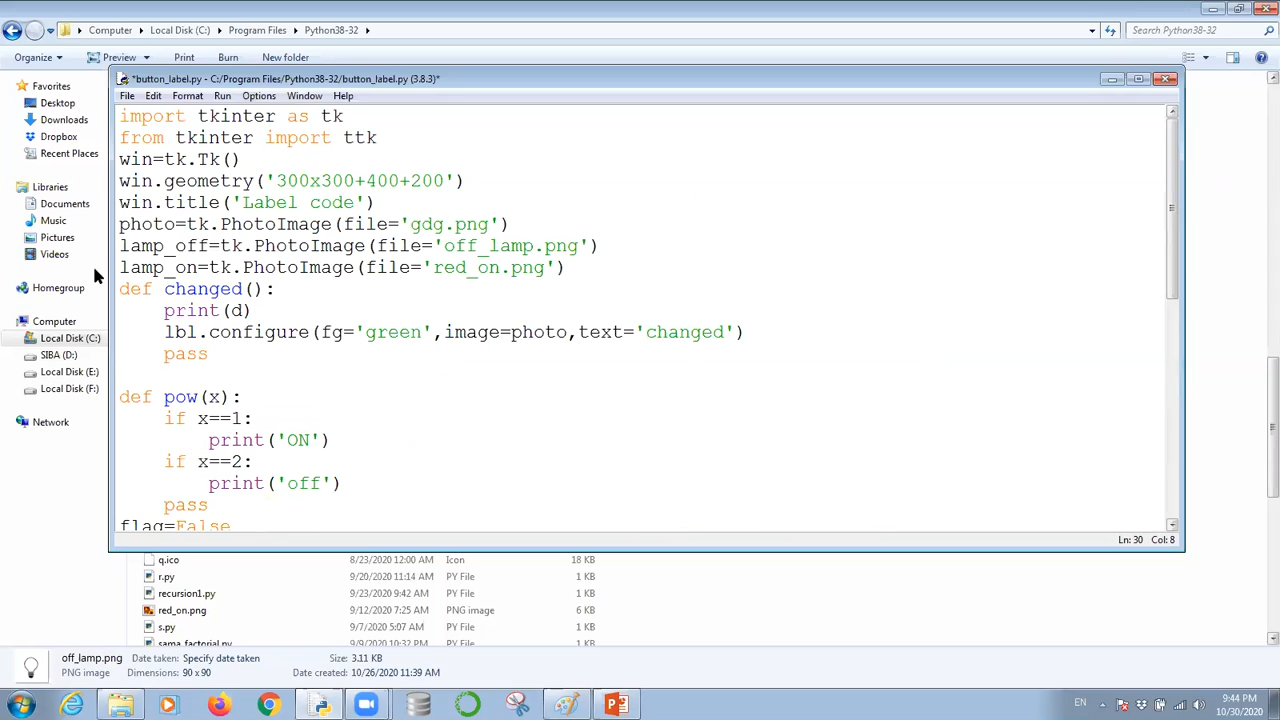 Computer Local Disk (C:) Program Files Python38-32
Search Python38-32
Organize Preview Print Burn New folder
Favorites
Desktop
Downloads
Dropbox
Recent Places
Libraries
Documents
Music
Pictures
Videos
Homegroup
Computer
Local Disk (C:)
SIBA (D:)
Local Disk (E:)
Local Disk (F:)
Network
*button_label.py - C:/Program Files/Python38-32/button_label.py (3.8.3)*
File Edit Format Run Options Window Help
import tkinter as tk
from tkinter import ttk
win=tk.Tk()
win.geometry('300x300+400+200')
win.title('Label code')
photo=tk.PhotoImage(file='gdg.png')
lamp_off=tk.PhotoImage(file='off_lamp.png')
lamp_on=tk.PhotoImage(file='red_on.png')
def changed():
print(d)
lbl.configure(fg='green',image=photo,text='changed')
pass
def pow(x):
if x==1:
print('ON')
if x==2:
print('off')
pass
flag=False
Ln: 30 Col: 8
q.ico 8/23/2020 12:00 AM Icon 18 KB
r.py 9/20/2020 11:14 AM PY File 1 KB
recursion1.py 9/23/2020 9:42 AM PY File 1 KB
red_on.png 9/12/2020 7:25 AM PNG image 6 KB
s.py 9/7/2020 5:07 AM PY File 1 KB
sama_factorial.py 9/9/2020 10:32 PM PY File 1 KB
off_lamp.png Date taken: Specify date taken Size: 3.11 KB
PNG image Dimensions: 90 x 90 Date created: 10/26/2020 11:39 AM
EN
9:44 PM
10/30/2020